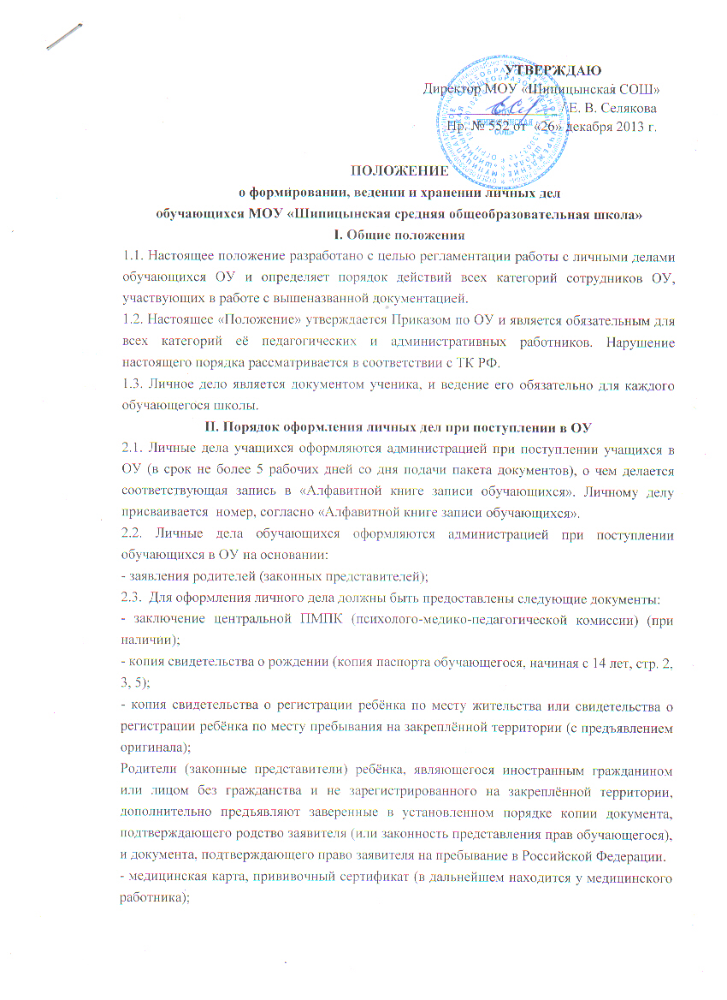 УТВЕРЖДАЮ
Директор МОУ «Шипицынская СОШ»
Е. В. Селякова
Пр. № 552 от «26» декабря 2013 г.
ПОЛОЖЕНИЕ
о формировании, ведении и хранении личных дел
обучающихся МОУ «Шипицынская средняя общеобразовательная школа»
I. Общие положения
1.1. Настоящее положение разработано с целью регламентации работы с личными делами
обучающихся ОУ и определяет порядок действий всех категорий сотрудников ОУ,
участвующих в работе с вышеназванной документацией.
1.2. Настоящее «Положение» утверждается Приказом по ОУ и является обязательным для
всех категорий её педагогических и административных работников. Нарушение
настоящего порядка рассматривается в соответствии с ТК РФ.
1.3. Личное дело является документом ученика, и ведение его обязательно для каждого
обучающегося школы.
II. Порядок оформления личных дел при поступлении в ОУ
2.1. Личные дела учащихся оформляются администрацией при поступлении учащихся в
ОУ (в срок не более 5 рабочих дней со дня подачи пакета документов), о чем делается
соответствующая запись в «Алфавитной книге записи обучающихся». Личному делу
присваивается номер, согласно «Алфавитной книге записи обучающихся».
2.2. Личные дела обучающихся оформляются администрацией при поступлении
обучающихся в ОУ на основании:
- заявления родителей (законных представителей);
2.3. Для оформления личного дела должны быть предоставлены следующие документы:
- заключение центральной ПМПК (психолого-медико-педагогической комиссии) (при
наличии);
- копия свидетельства о рождении (копия паспорта обучающегося, начиная с 14 лет, стр. 2,
3, 5);
- копия свидетельства о регистрации ребёнка по месту жительства или свидетельства о
регистрации ребёнка по месту пребывания на закреплённой территории (с предъявлением
оригинала);
Родители (законные представители) ребёнка, являющегося иностранным гражданином
или лицом без гражданства и не зарегистрированного на закреплённой территории,
дополнительно предъявляют заверенные в установленном порядке копии документа,
подтверждающего родство заявителя (или законность представления прав обучающегося),
и документа, подтверждающего право заявителя на пребывание в Российской Федерации.
- медицинская карта, прививочный сертификат (в дальнейшем находится у медицинского
работника);